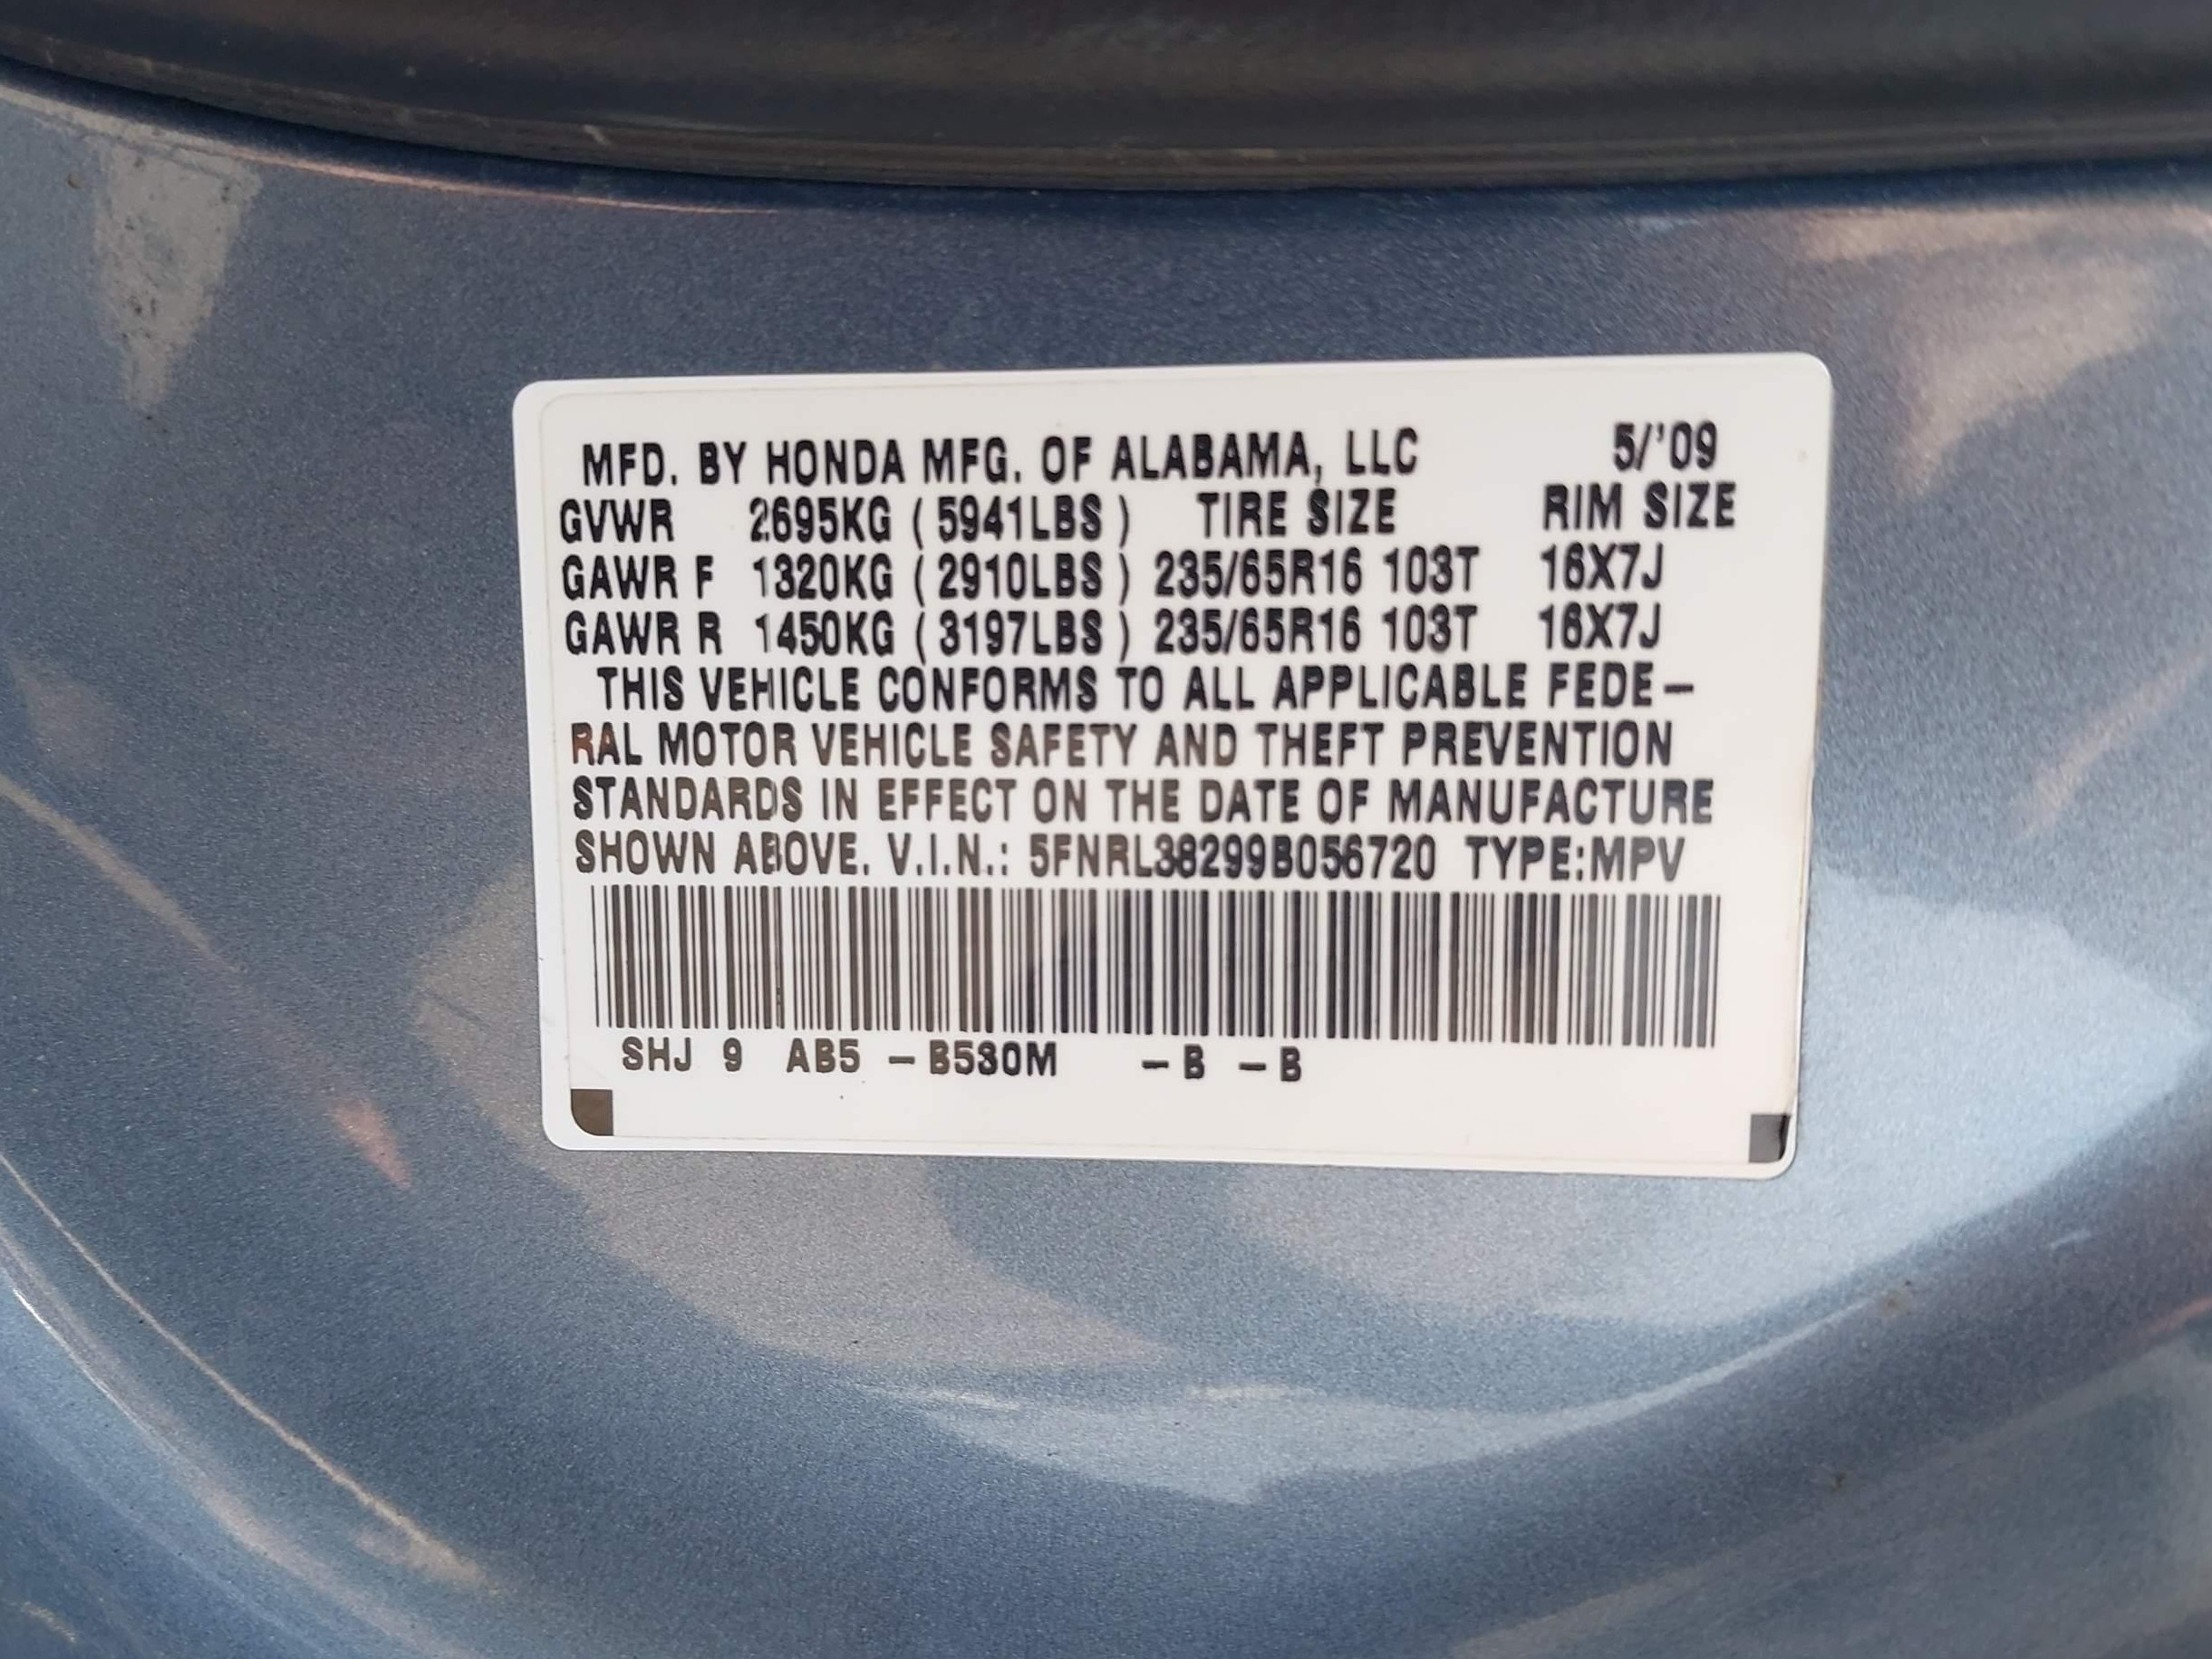 MFD. BY HONDA MFG. OF ALABAMA, LLC 5/'09
GVWR 2695KG ( 5941LBS ) TIRE SIZE RIM SIZE
GAWR F 1320KG ( 2910LBS ) 235/65R16 103T 16X7J
GAWR R 1450KG ( 3197LBS ) 235/65R16 103T 16X7J
THIS VEHICLE CONFORMS TO ALL APPLICABLE FEDE-
RAL MOTOR VEHICLE SAFETY AND THEFT PREVENTION
STANDARDS IN EFFECT ON THE DATE OF MANUFACTURE
SHOWN ABOVE. V.I.N.: 5FNRL38299B056720 TYPE:MPV
SHJ 9 AB5 -B530M -B -B